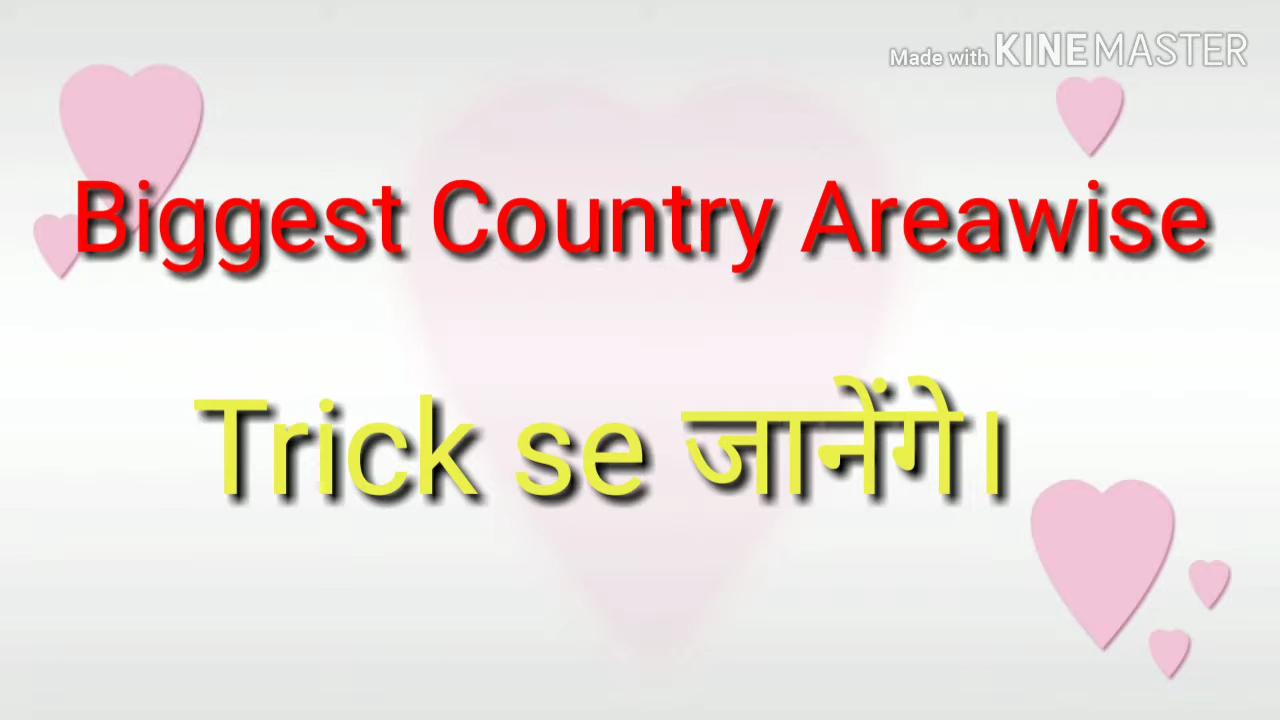 Made with KINEMASTER
Biggest Country Areawise
Trick se जानेंगे।